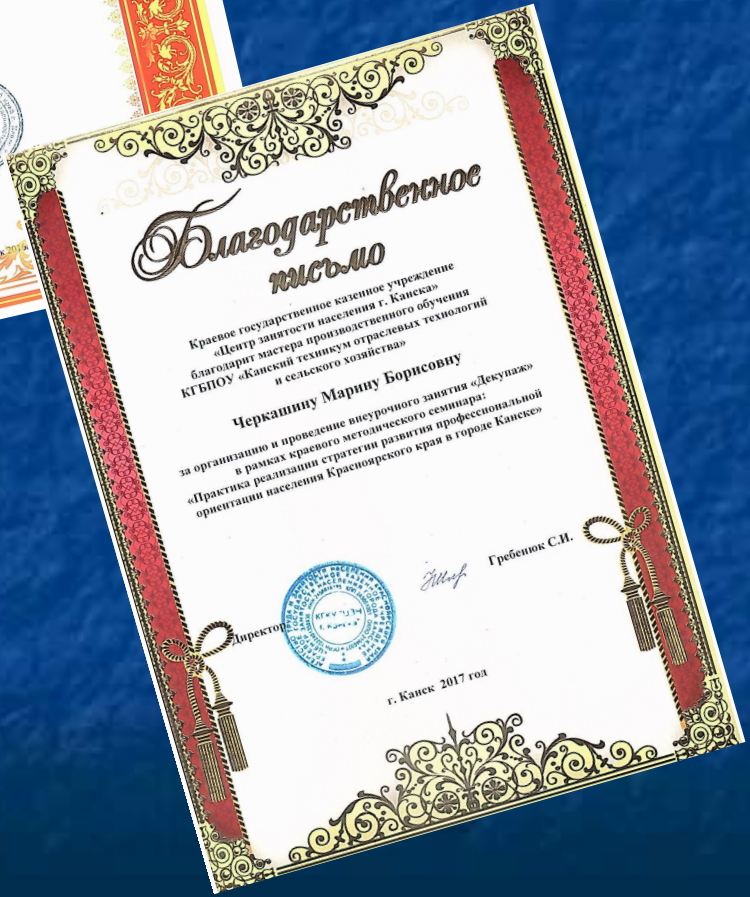 Благодарственное
письмо
Краевое государственное казенное учреждение
«Центр занятости населения г. Канска»
благодарит мастера производственного обучения
КГБПОУ «Канский техникум отраслевых технологий
и сельского хозяйства»
Черкашину Марину Борисовну
за организацию и проведение внеурочного занятия «Декупаж»
в рамках краевого методического семинара:
«Практика реализации стратегии развития профессиональной
ориентации населения Красноярского края в городе Канске»
Директор
Гребенюк С.И.
г. Канск 2017 год